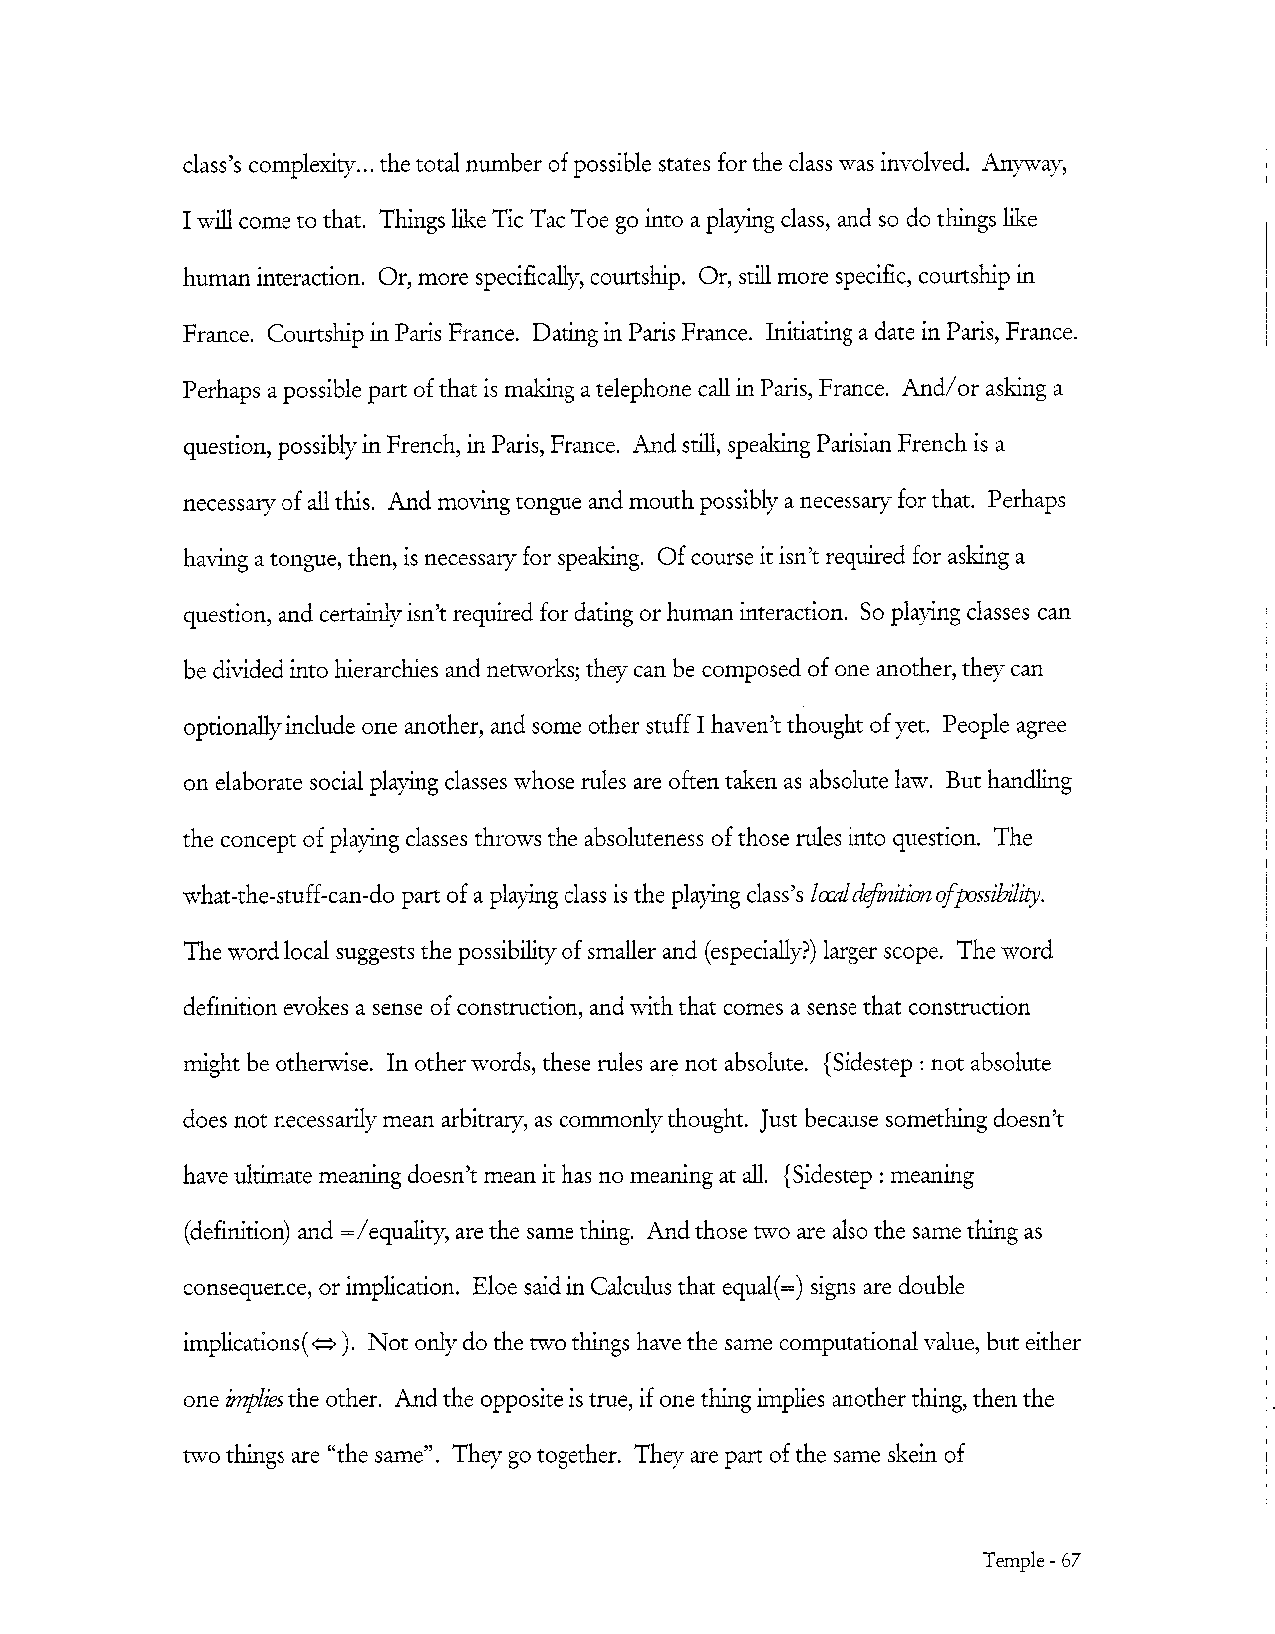 class's complexity... the total number of possible states for the class was involved. Anyway,
I will come to that. Things like Tic Tac Toe go into a playing class, and so do things like
human interaction. Or, more specifically, courtship. Or, still more specific, courtship in
France. Courtship in Paris France. Dating in Paris France. Initiating a date in Paris, France.
Perhaps a possible part of that is making a telephone call in Paris, France. And/or asking a
question, possibly in French, in Paris, France. And still, speaking Parisian French is a
necessary of all this. And moving tongue and mouth possibly a necessary for that. Perhaps
having a tongue, then, is necessary for speaking. Of course it isn't required for asking a
question, and certainly isn't required for dating or human interaction. So playing classes can
be divided into hierarchies and networks; they can be composed of one another, they can
optionally include one another, and some other stuff I haven't thought of yet. People agree
on elaborate social playing classes whose rules are often taken as absolute law. But handling
the concept of playing classes throws the absoluteness of those rules into question. The
what-the-stuff-can-do part of a playing class is the playing class's local definition of possibility.
The word local suggests the possibility of smaller and (especially?) larger scope. The word
definition evokes a sense of construction, and with that comes a sense that construction
might be otherwise. In other words, these rules are not absolute. {Sidestep : not absolute
does not necessarily mean arbitrary, as commonly thought. Just because something doesn't
have ultimate meaning doesn't mean it has no meaning at all. {Sidestep : meaning
(definition) and =/equality, are the same thing. And those two are also the same thing as
consequence, or implication. Eloe said in Calculus that equal(=) signs are double
implications(⇔). Not only do the two things have the same computational value, but either
one implies the other. And the opposite is true, if one thing implies another thing, then the
two things are "the same". They go together. They are part of the same skein of
Temple - 67